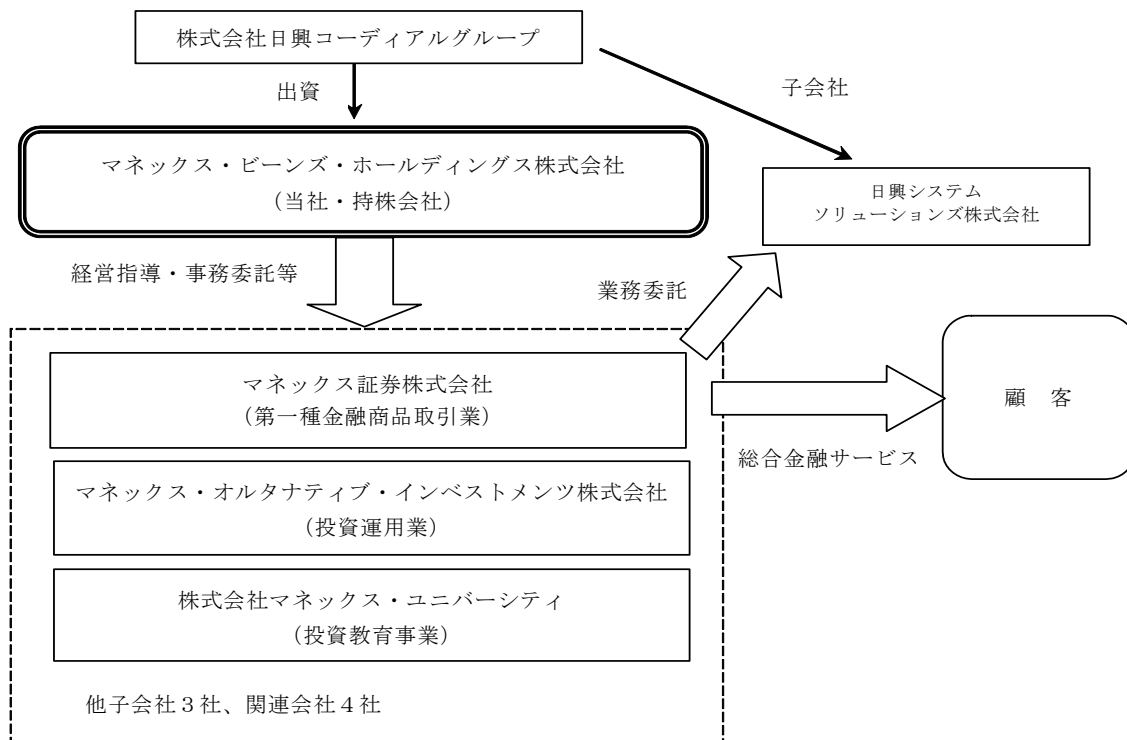 株式会社日興コーディアルグループ
出資
子会社
マネックス・ビーンズ・ホールディングス株式会社
（当社・持株会社）
日興システム
ソリューションズ株式会社
経営指導・事務委託等
業務委託
マネックス証券株式会社
（第一種金融商品取引業）
顧　客
総合金融サービス
マネックス・オルタナティブ・インベストメンツ株式会社
（投資運用業）
株式会社マネックス・ユニバーシティ
（投資教育事業）
他子会社３社、関連会社４社